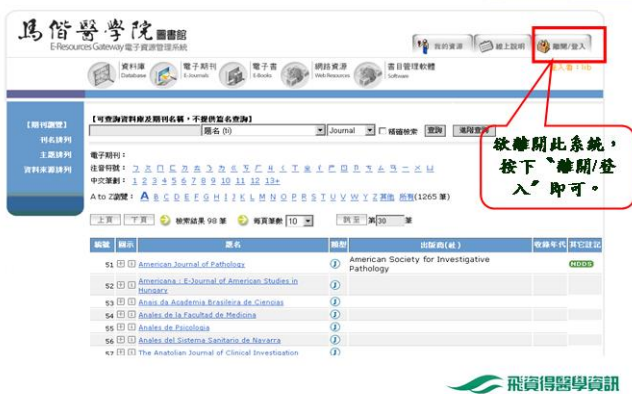 馬偕醫學院 圖書館
E-Resources Gateway 電子資源管理系統
我的資源
線上說明
離開/登入
資料庫
Database
電子期刊
E-Journals
電子書
E-Books
網路資源
Web Resources
書目管理軟體
Software
【期刊瀏覽】
刊名排列
主題排列
資料來源排列
【可查詢資料庫及期刊名稱，不提供篇名查詢】
題名 (ti)
Journal
精確檢索
查詢
進階查詢
電子期刊：
注音符號：
中文筆劃： 1 2 3 4 5 6 7 8 9 10 11 12 13+
A to Z瀏覽： A B C D E F G H I J K L M N O P R S T U V W Y Z 其他 所有(1265 筆)
上頁 下頁 檢索結果 98 筆 每頁筆數 10 跳至 第 30 筆
編號 顯示 題名 類型 出版商(社) 收錄年代 其它註記
51 American Journal of Pathology American Society for Investigative Pathology MDDS
52 Americana : E-Journal of American Studies in Hungary
53 Anais da Academia Brasileira de Ciencias
54 Anales de la Facultad de Medicina
55 Anales de Psicologia
56 Anales del Sistema Sanitario de Navarra
57 The Anatolian Journal of Clinical Investigation
欲離開此系統，
按下〝離開/登
入〞即可。
飛資得醫學資訊